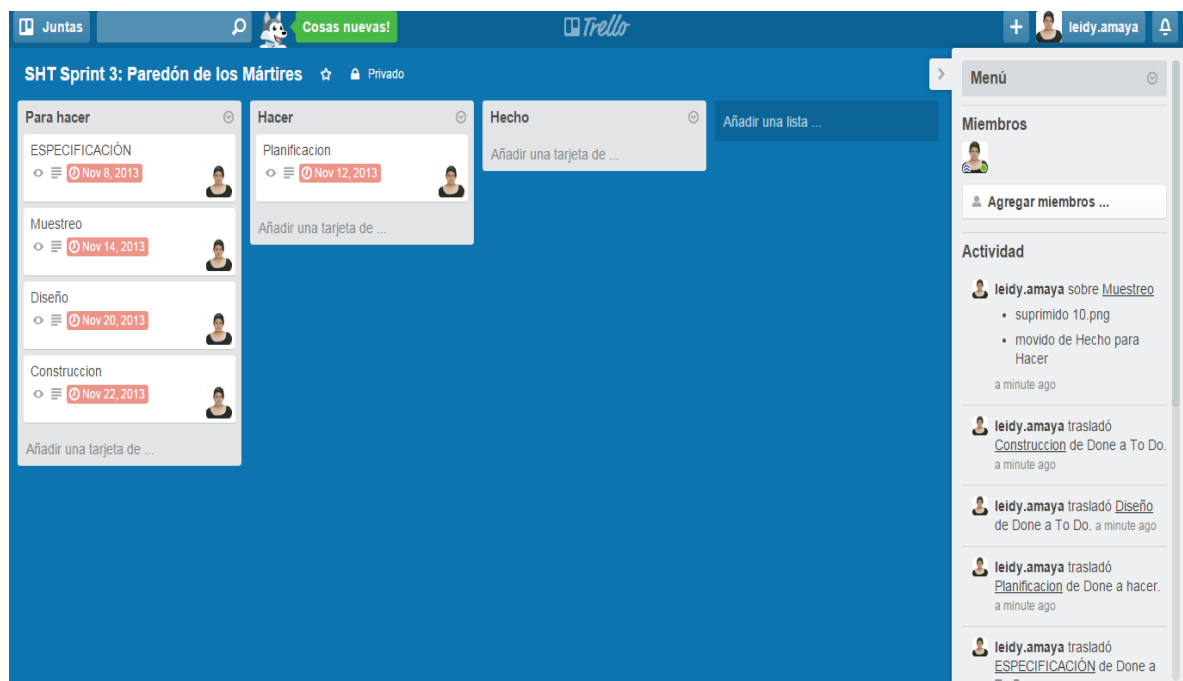 Juntas
Cosas nuevas!
Trello
+
leidy.amaya
SHT Sprint 3: Paredón de los Mártires
Privado
Para hacer
ESPECIFICACIÓN
Nov 8, 2013
Muestreo
Nov 14, 2013
Diseño
Nov 20, 2013
Construccion
Nov 22, 2013
Añadir una tarjeta de ...
Hacer
Planificacion
Nov 12, 2013
Añadir una tarjeta de ...
Hecho
Añadir una tarjeta de ...
Añadir una lista ...
Menú
Miembros
Agregar miembros ...
Actividad
leidy.amaya sobre Muestreo
• suprimido 10.png
• movido de Hecho para
Hacer
a minute ago
leidy.amaya trasladó
Construccion de Done a To Do.
a minute ago
leidy.amaya trasladó Diseño
de Done a To Do. a minute ago
leidy.amaya trasladó
Planificacion de Done a hacer.
a minute ago
leidy.amaya trasladó
ESPECIFICACIÓN de Done a